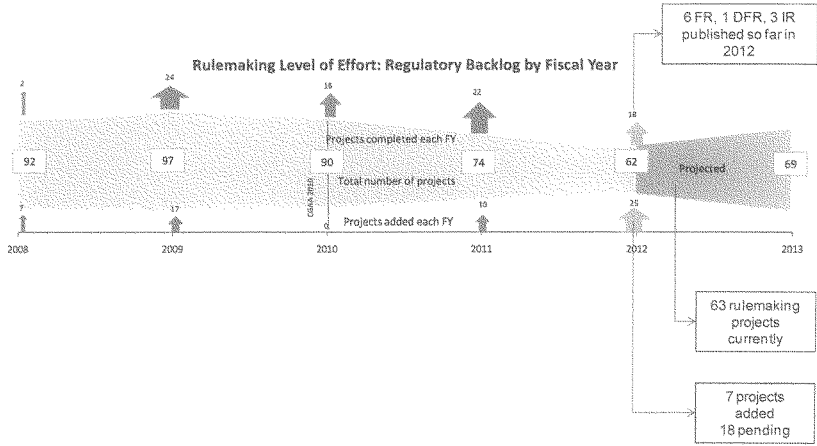 6 FR, 1 DFR, 3 IR
published so far in
2012
Rulemaking Level of Effort: Regulatory Backlog by Fiscal Year
2
24
16
22
18
Projects completed each FY
92
97
90
74
62
Projected
69
Total number of projects
CGAA 2010
7
17
0
Projects added each FY
10
25
2008
2009
2010
2011
2012
2013
63 rulemaking
projects
currently
7 projects
added
18 pending